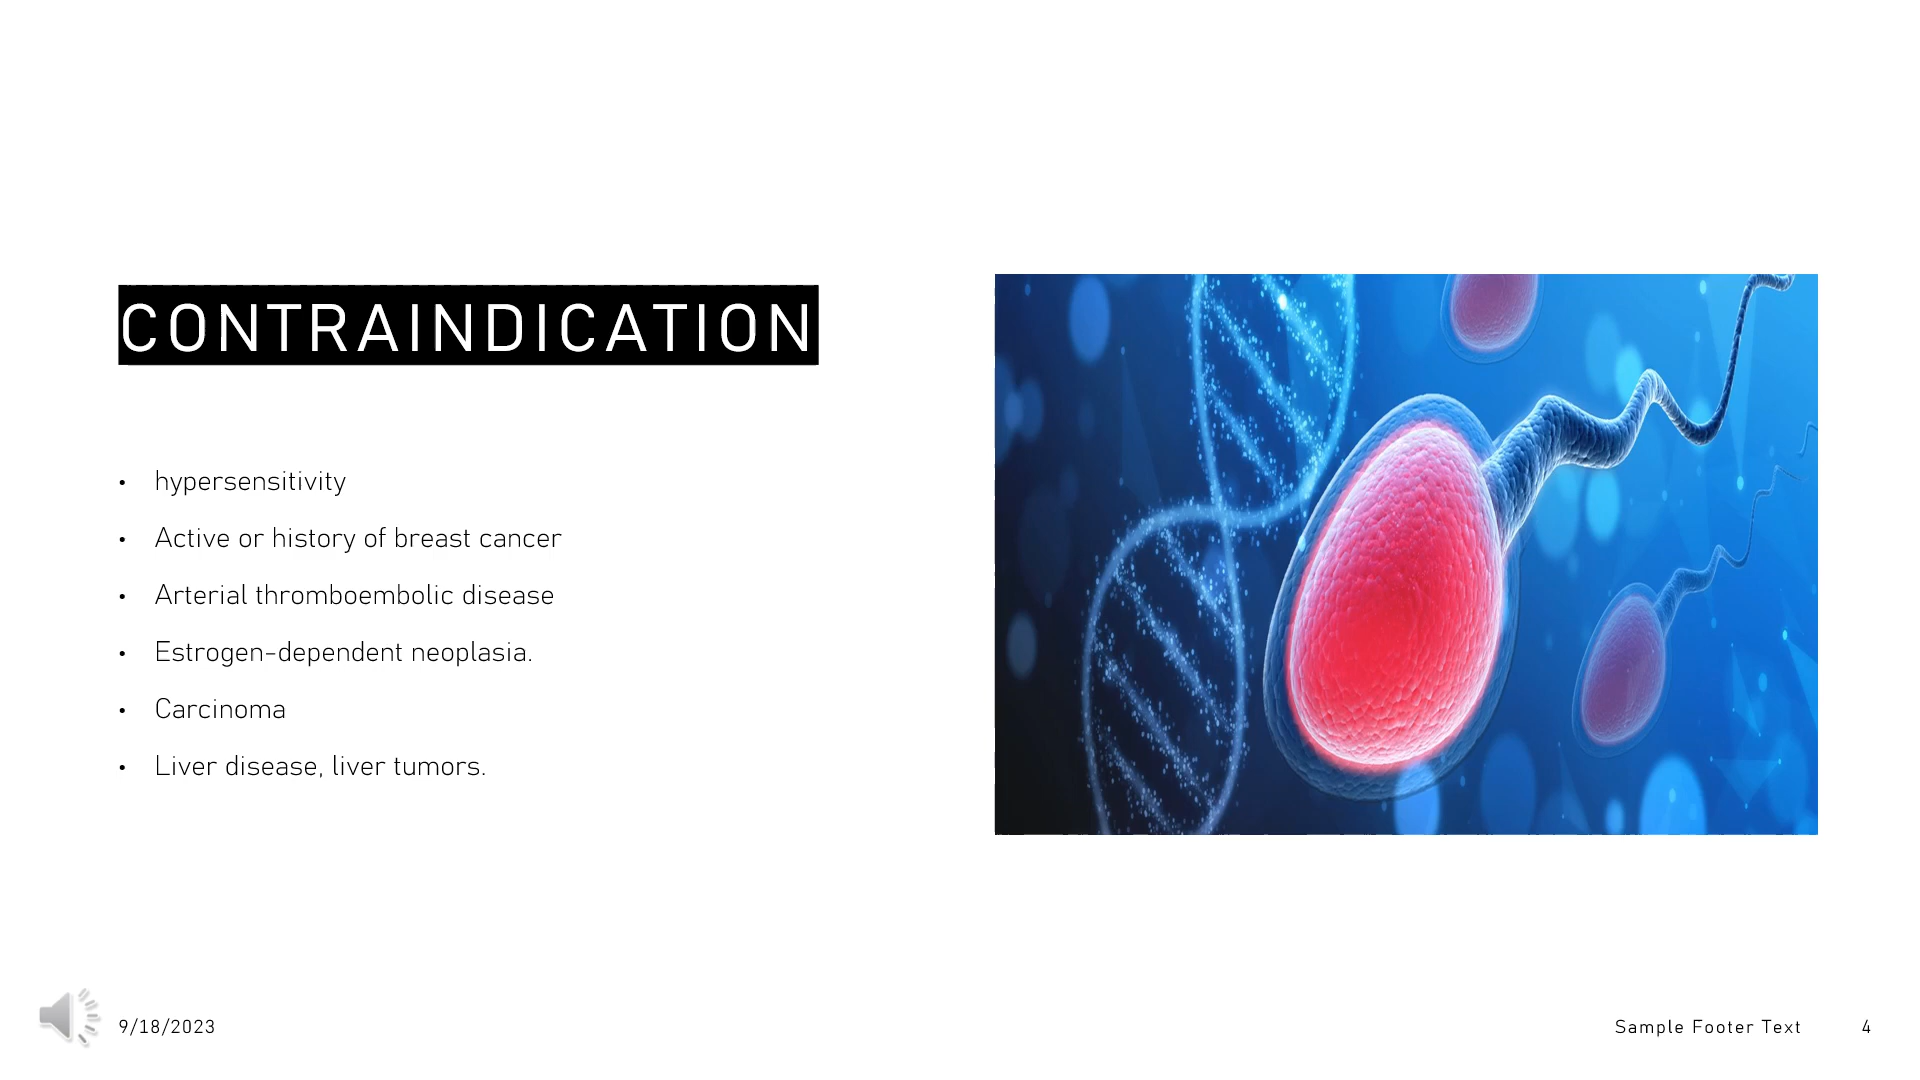 CONTRAINDICATION
• hypersensitivity
• Active or history of breast cancer
• Arterial thromboembolic disease
• Estrogen-dependent neoplasia.
• Carcinoma
• Liver disease, liver tumors.
9/18/2023
Sample Footer Text
4